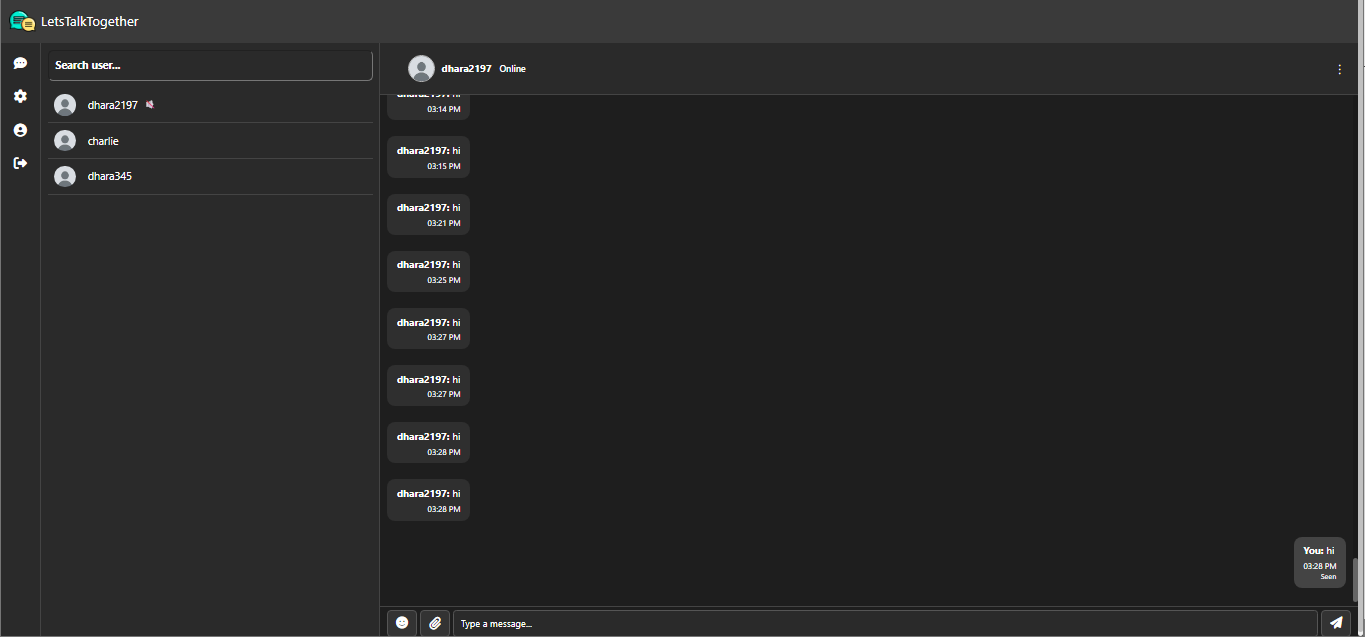 LetsTalkTogether
Search user...
dhara2197
charlie
dhara345
dhara2197 Online
dhara2197: hi
03:14 PM
dhara2197: hi
03:15 PM
dhara2197: hi
03:21 PM
dhara2197: hi
03:25 PM
dhara2197: hi
03:27 PM
dhara2197: hi
03:27 PM
dhara2197: hi
03:28 PM
dhara2197: hi
03:28 PM
You: hi
03:28 PM
Seen
Type a message...